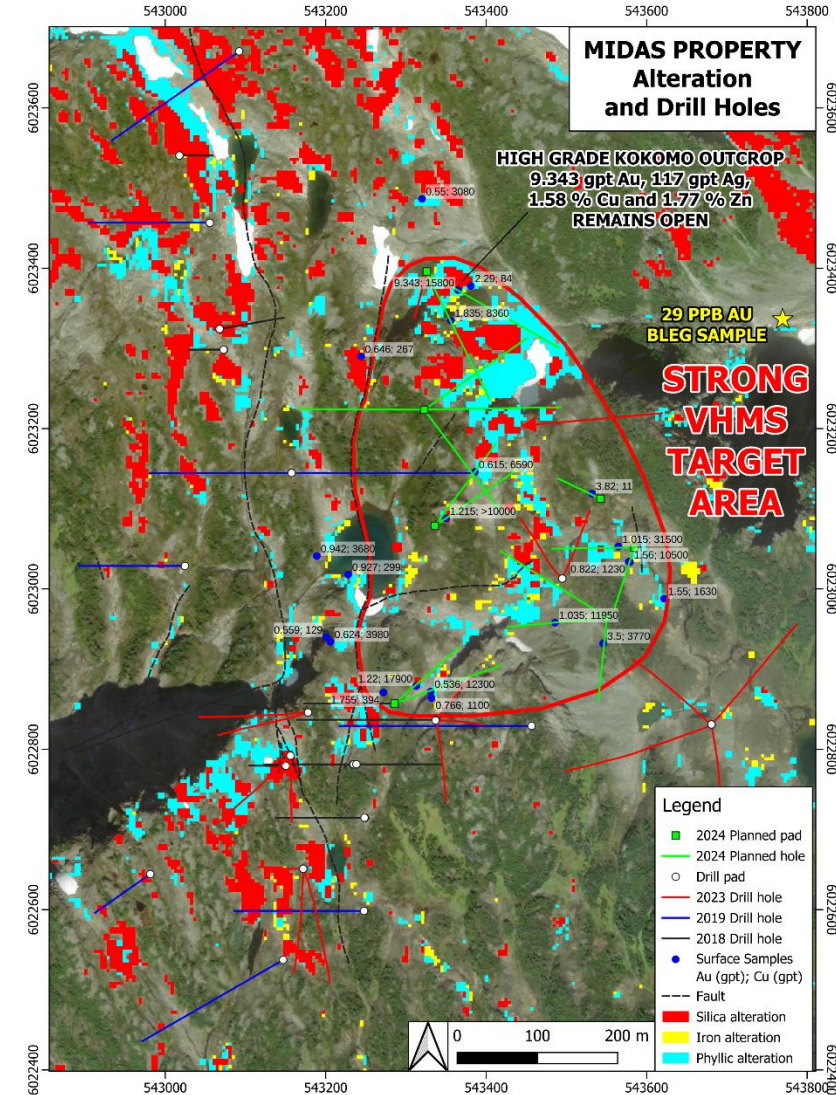 543000
543200
543400
543600
543800
MIDAS PROPERTY
Alteration
and Drill Holes
6023600
6023600
HIGH GRADE KOKOMO OUTCROP
9.343 gpt Au, 117 gpt Ag,
1.58 % Cu and 1.77 % Zn
REMAINS OPEN
0.55; 3080
6023400
6023400
9.343; 15800
2.29; 84
1.835; 8360
29 PPB AU
BLEG SAMPLE
0.646; 267
STRONG
VHMS
TARGET
AREA
6023200
6023200
0.615; 6590
3.82; 11
1.215; >10000
0.942; 3680
1.015; 31500
1.56; 10500
0.927; 299
0.822; 1230
6023000
6023000
1.55; 1630
1.035; 11950
0.559; 129
0.624; 3980
3.5; 3770
1.22; 17900
0.536; 12300
1.755; 394
0.766; 1100
6022800
6022800
Legend
2024 Planned pad
2024 Planned hole
Drill pad
2023 Drill hole
2019 Drill hole
2018 Drill hole
Surface Samples
Au (gpt); Cu (gpt)
Fault
Silica alteration
Iron alteration
Phyllic alteration
6022600
6022600
0
100
200 m
6022400
6022400
543000
543200
543400
543600
543800